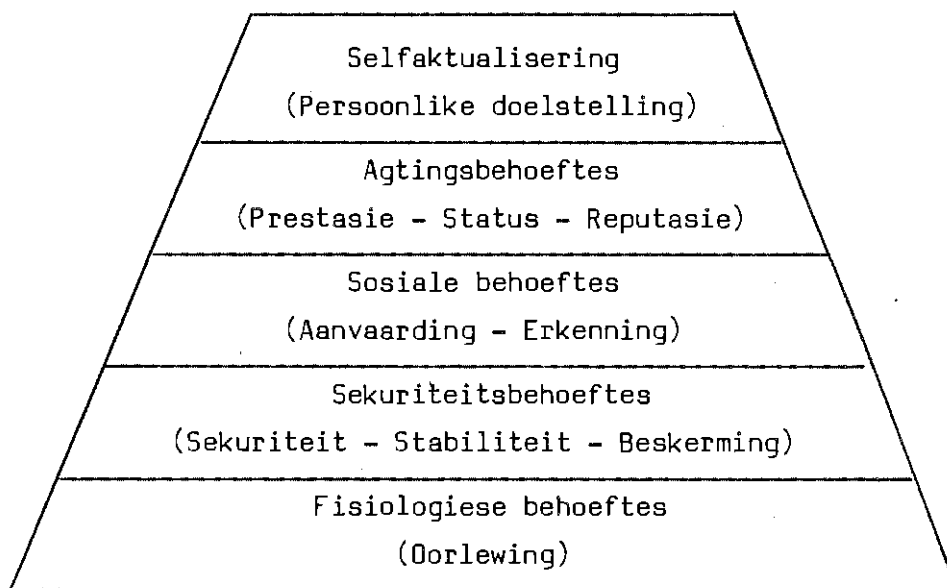 Selfaktualisering
(Persoonlike doelstelling)
Agtingsbehoeftes
(Prestasie - Status - Reputasie)
Sosiale behoeftes
(Aanvaarding - Erkenning)
Sekuriteitsbehoeftes
(Sekuriteit - Stabiliteit - Beskerming)
Fisiologiese behoeftes
(Oorlewing)